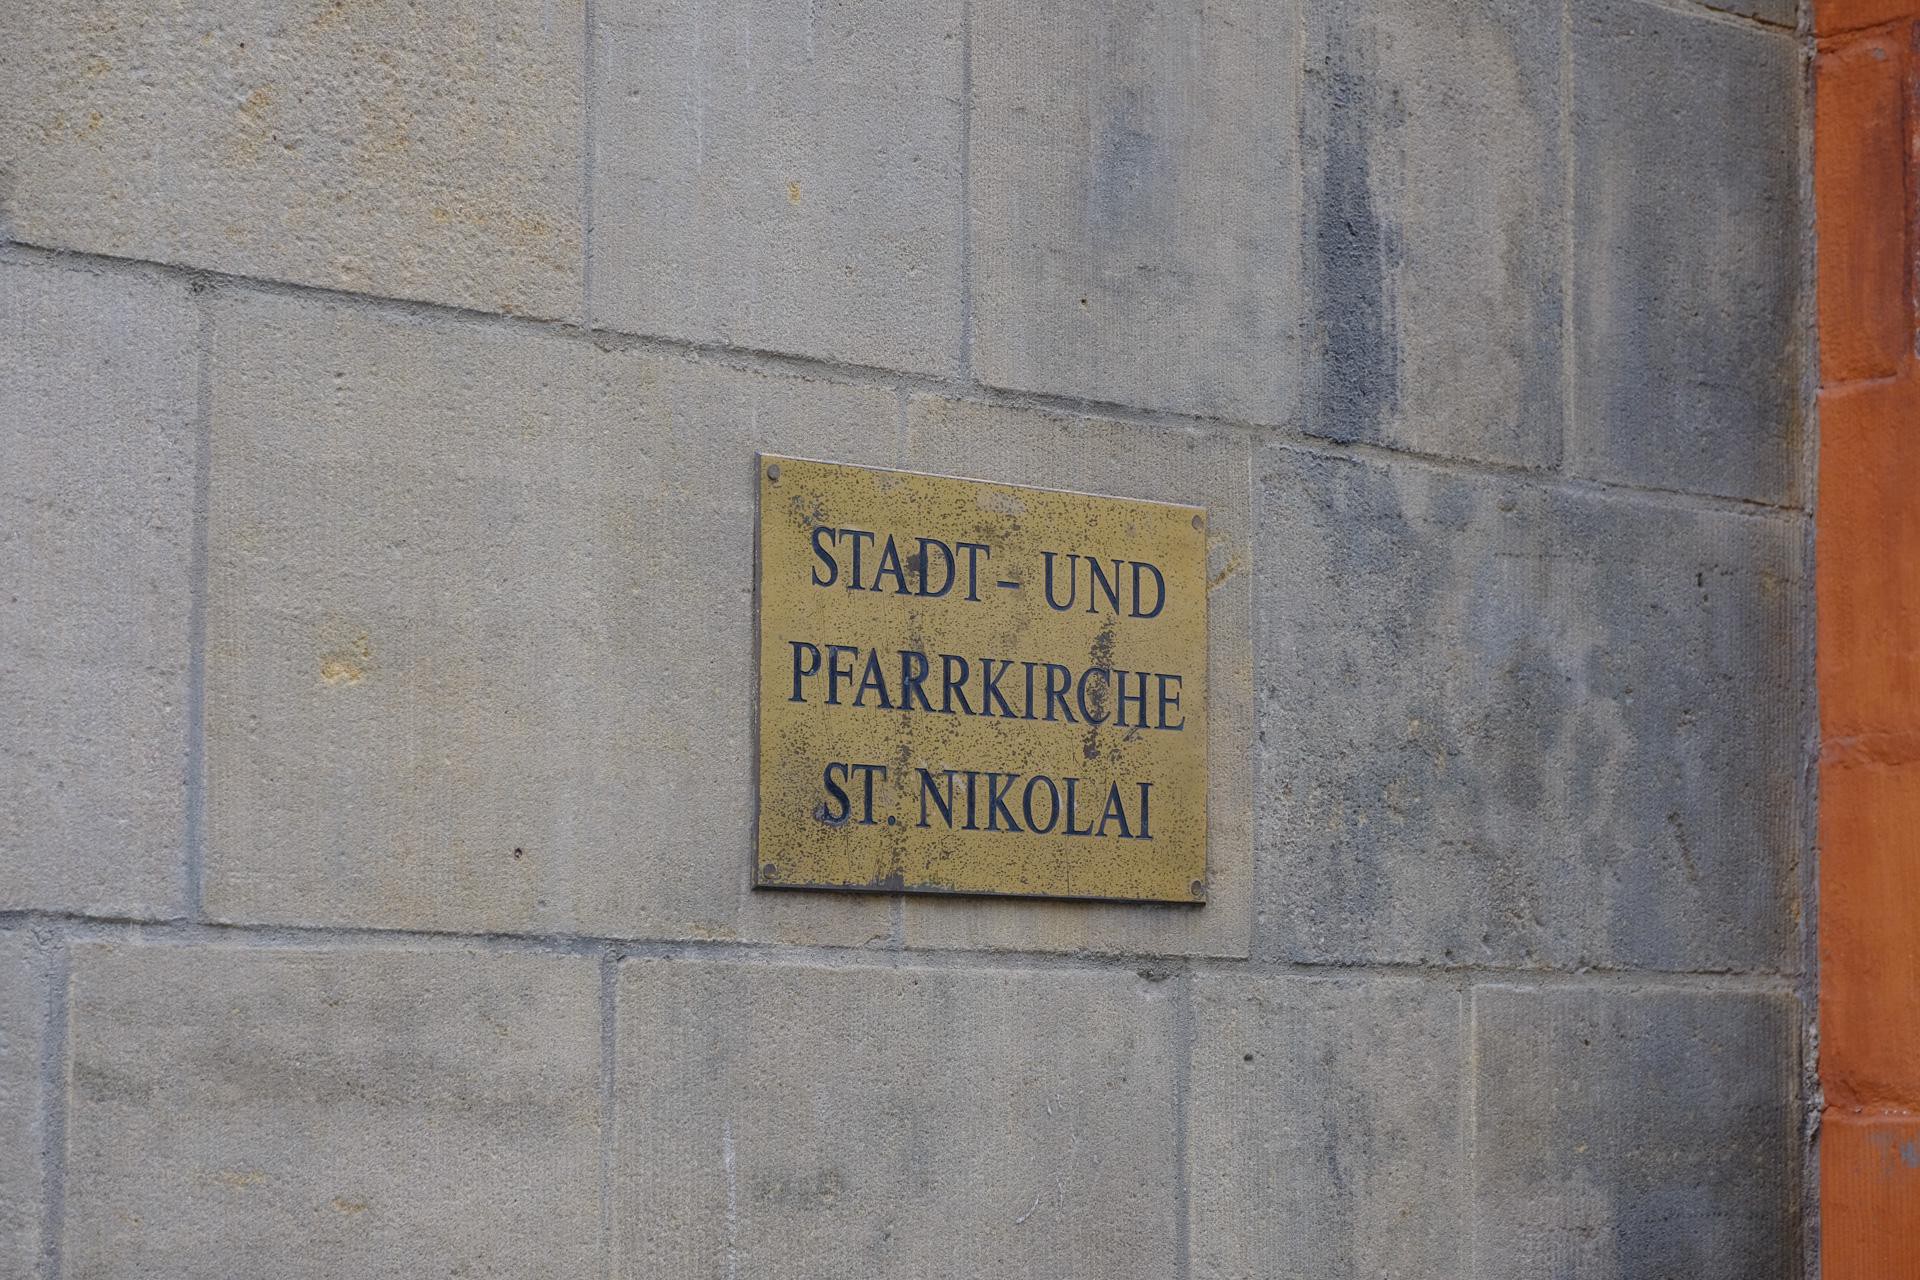 STADT- UND
PFARRKIRCHE
ST. NIKOLAI